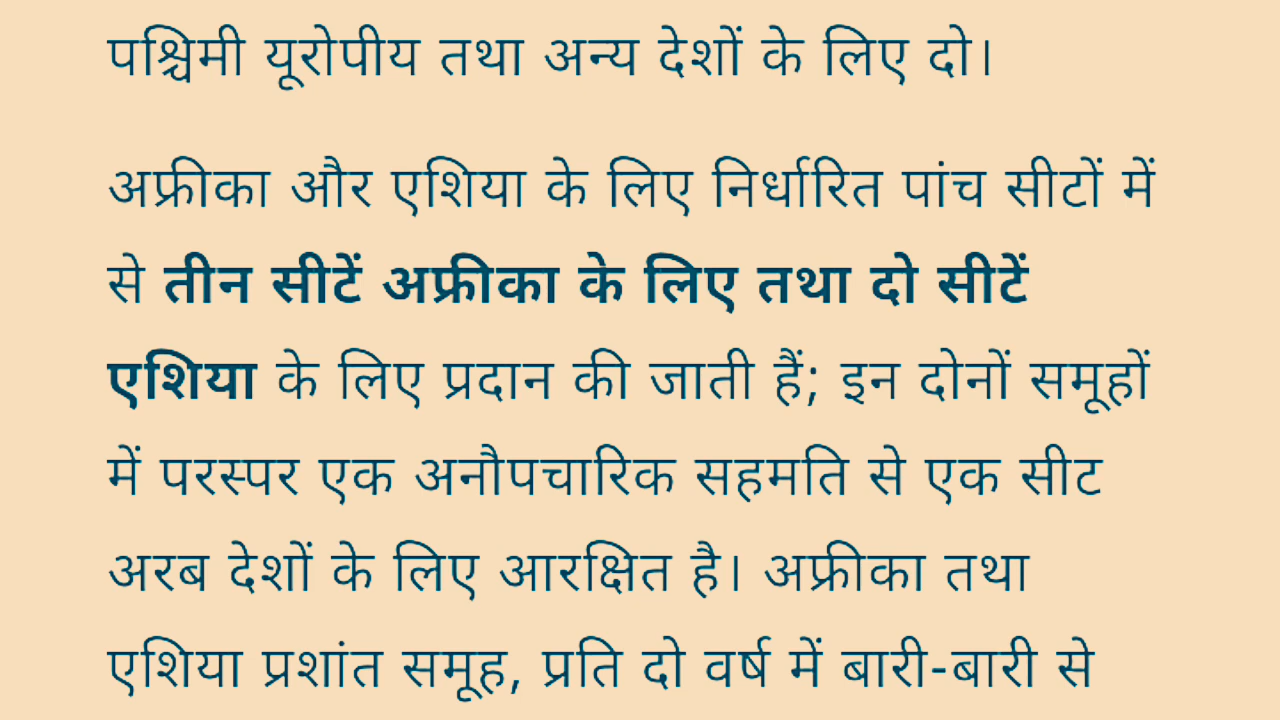 पश्चिमी यूरोपीय तथा अन्य देशों के लिए दो।
अफ्रीका और एशिया के लिए निर्धारित पांच सीटों में
से तीन सीटें अफ्रीका के लिए तथा दो सीटें
एशिया के लिए प्रदान की जाती हैं; इन दोनों समूहों
में परस्पर एक अनौपचारिक सहमति से एक सीट
अरब देशों के लिए आरक्षित है। अफ्रीका तथा
एशिया प्रशांत समूह, प्रति दो वर्ष में बारी-बारी से